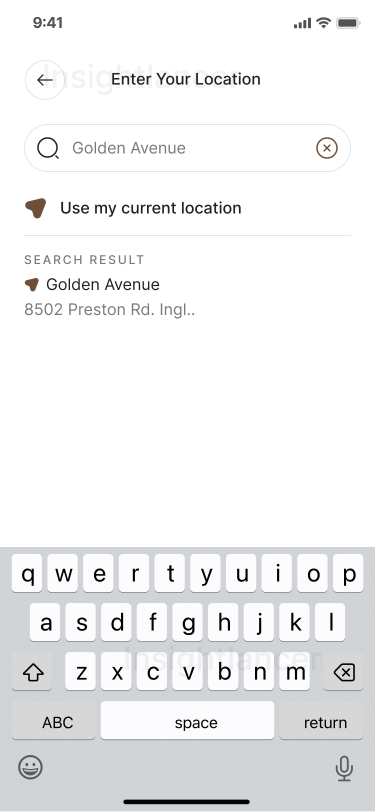 9:41
Insightlancer
Enter Your Location
Golden Avenue
Use my current location
SEARCH RESULT
Golden Avenue
8502 Preston Rd. Ingl..
q w e r t y u i o p
a s d f g h j k l
Insightlancer
z x c v b n m
ABC space return